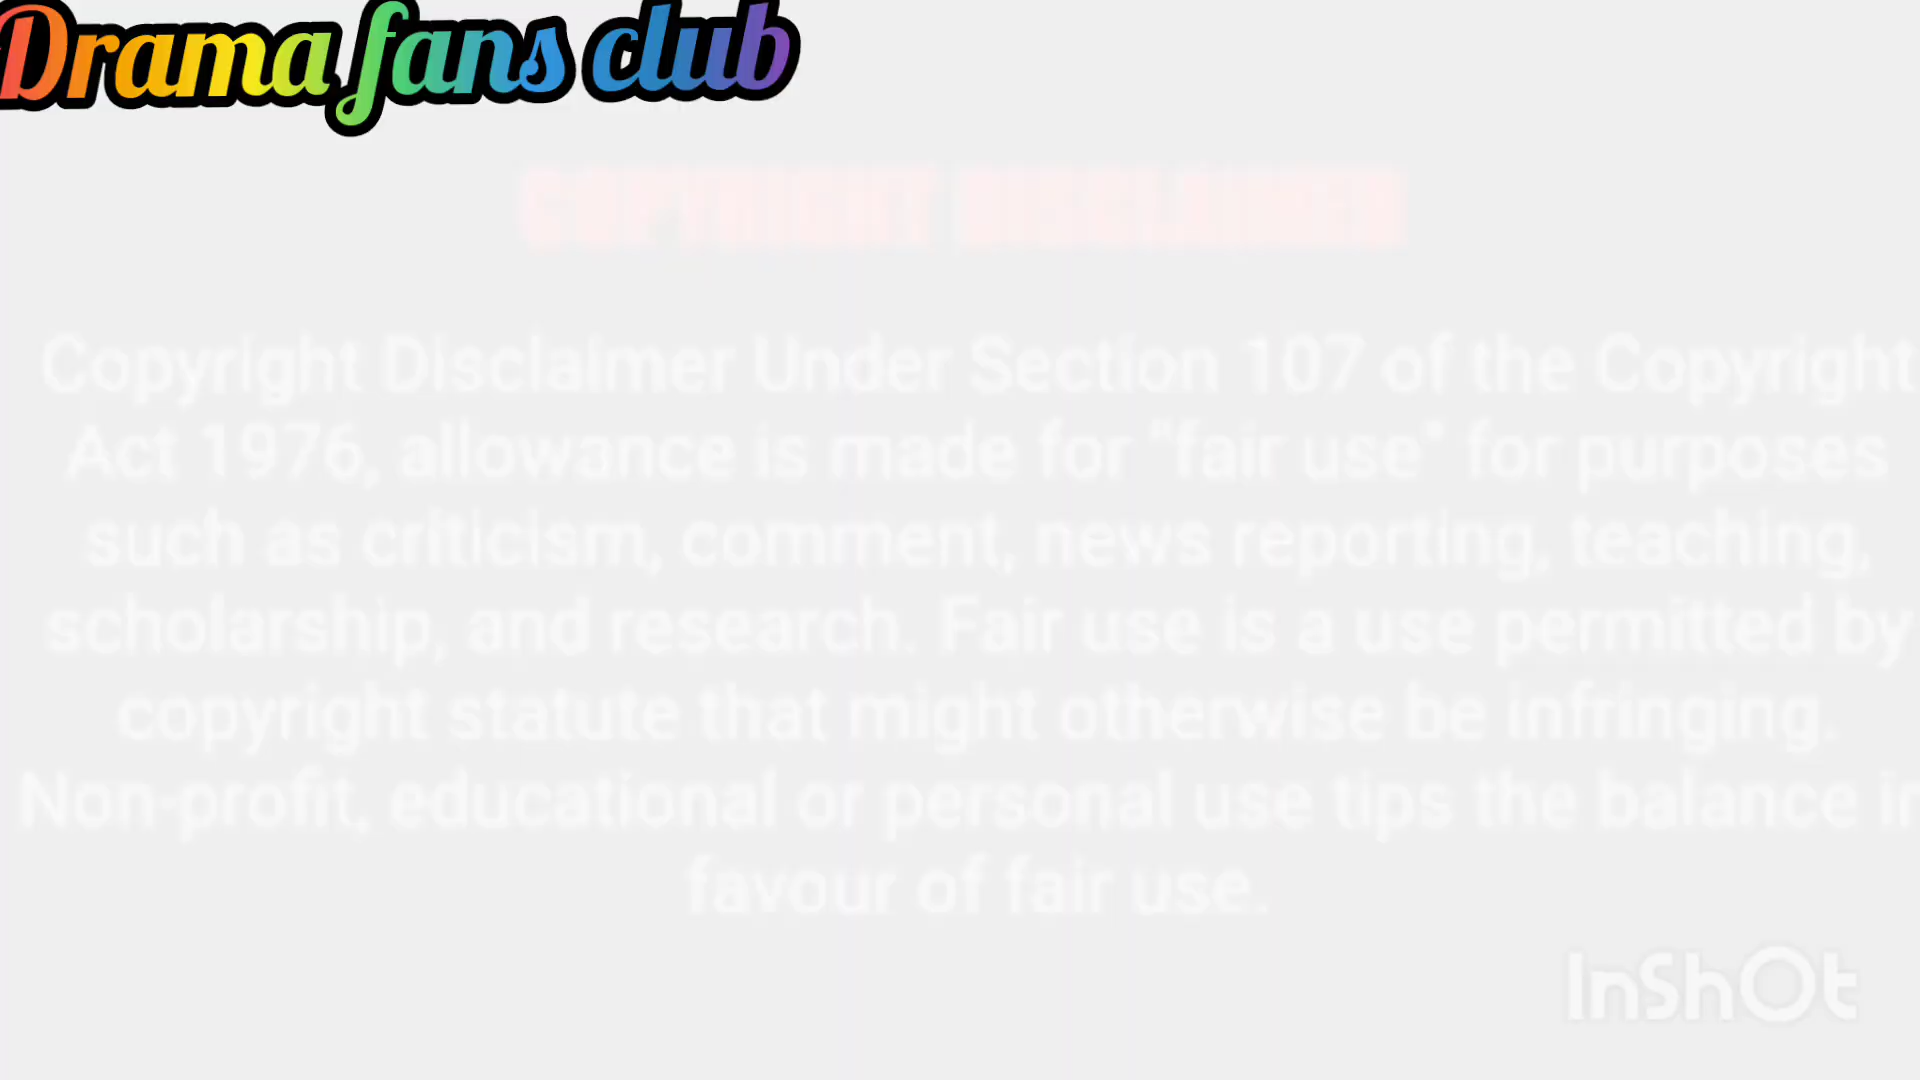 Drama fans club
COPYRIGHT DISCLAIMER
Copyright Disclaimer Under Section 107 of the Copyright
Act 1976, allowance is made for "fair use" for purposes
such as criticism, comment, news reporting, teaching,
scholarship, and research. Fair use is a use permitted by
copyright statute that might otherwise be infringing.
Non-profit, educational or personal use tips the balance in
favour of fair use.
InShOt